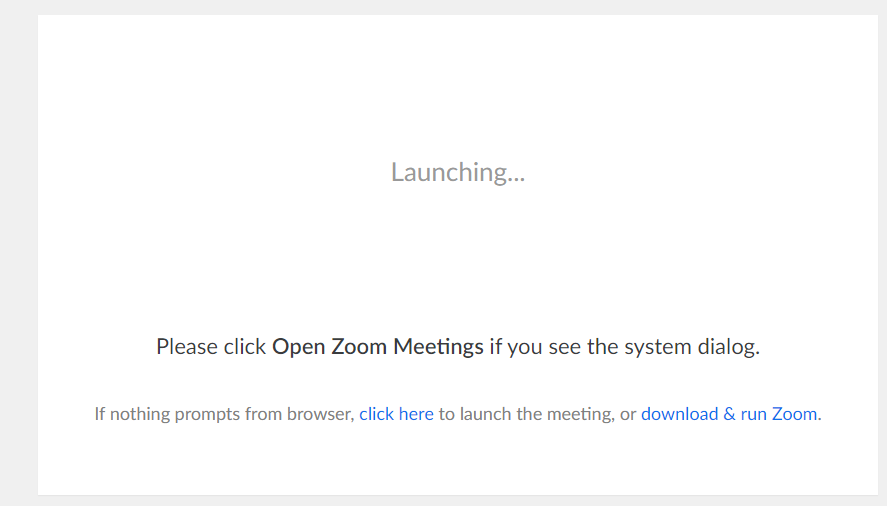 Launching...
Please click Open Zoom Meetings if you see the system dialog.
If nothing prompts from browser, click here to launch the meeting, or download & run Zoom.